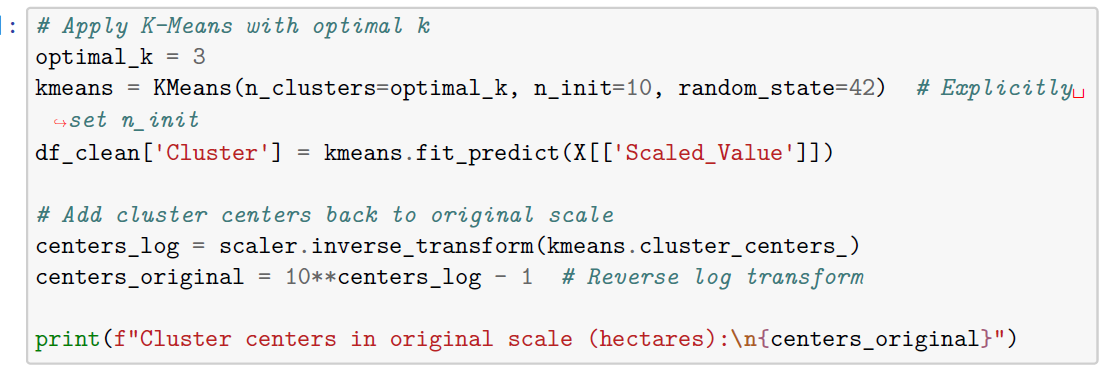 : # Apply K-Means with optimal k
optimal_k = 3
kmeans = KMeans(n_clusters=optimal_k, n_init=10, random_state=42)  # Explicitly␣
↪set n_init
df_clean['Cluster'] = kmeans.fit_predict(X[['Scaled_Value']])

# Add cluster centers back to original scale
centers_log = scaler.inverse_transform(kmeans.cluster_centers_)
centers_original = 10**centers_log - 1  # Reverse log transform

print(f"Cluster centers in original scale (hectares):\n{centers_original}")